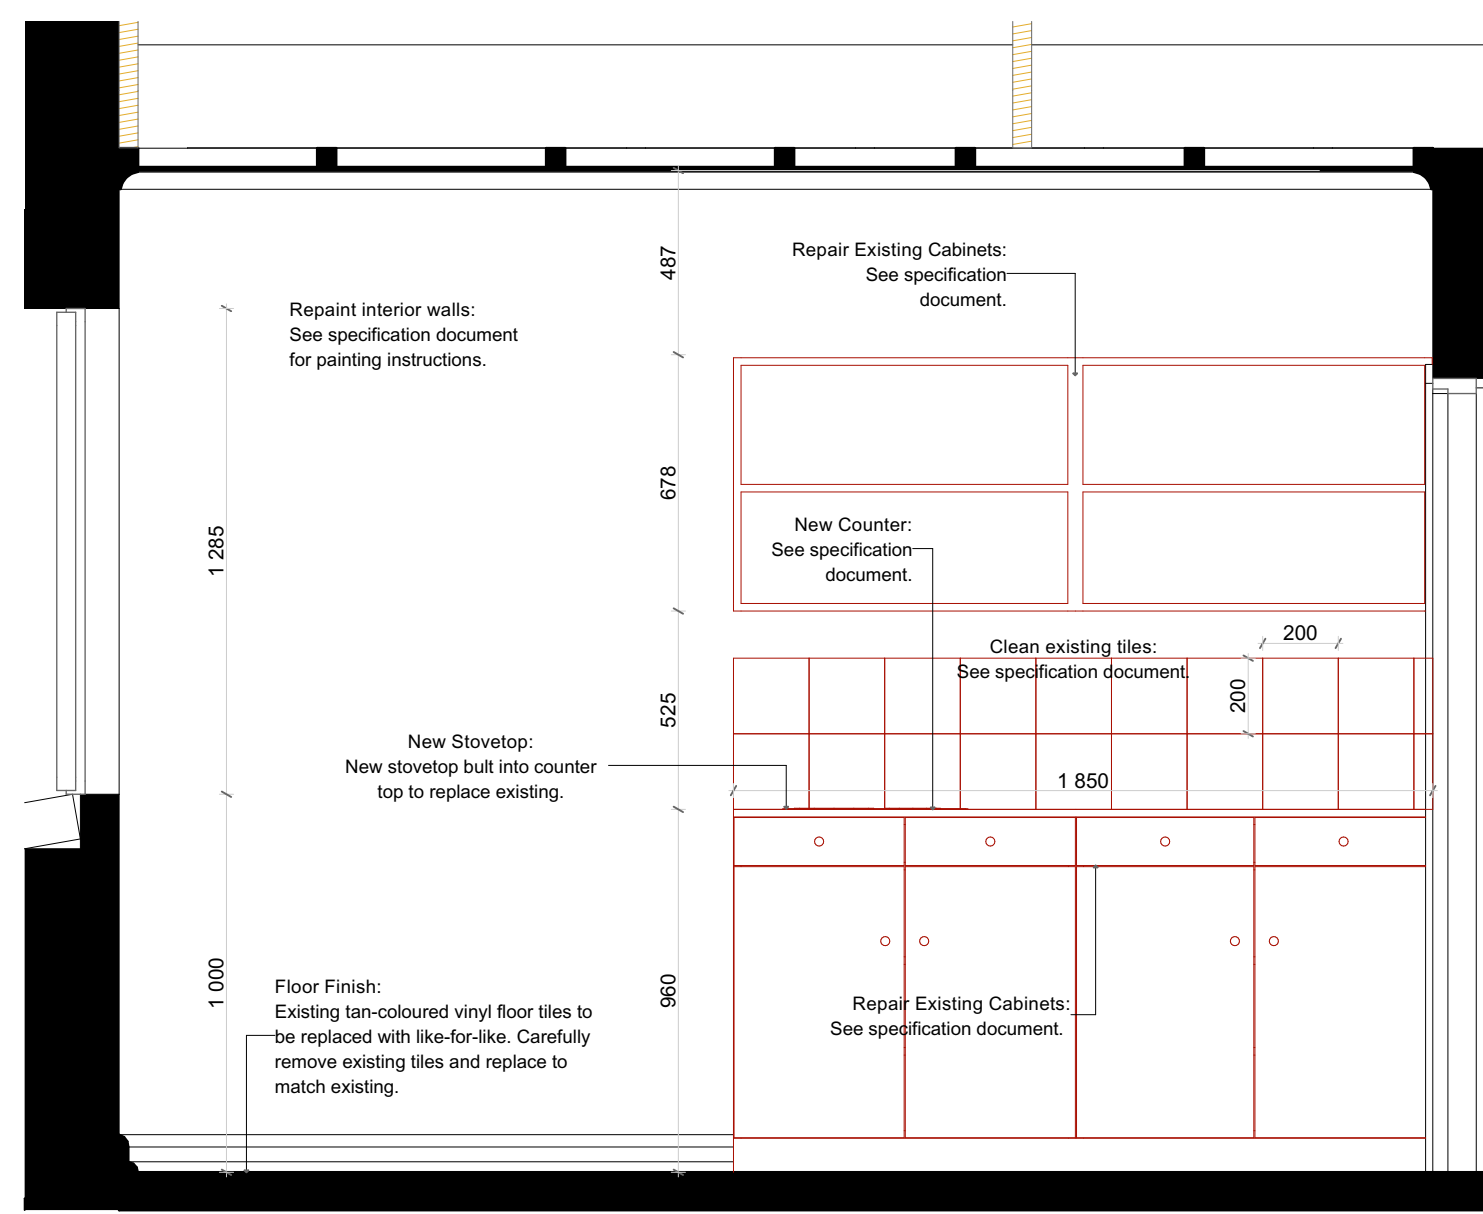 487
Repair Existing Cabinets:
See specification
document.
Repaint interior walls:
See specification document
for painting instructions.
678
1 285
New Counter:
See specification
document.
200
Clean existing tiles:
See specification document.
200
525
New Stovetop:
New stovetop bult into counter
top to replace existing.
1 850
1 000
960
Floor Finish:
Existing tan-coloured vinyl floor tiles to
be replaced with like-for-like. Carefully
remove existing tiles and replace to
match existing.
Repair Existing Cabinets:
See specification document.